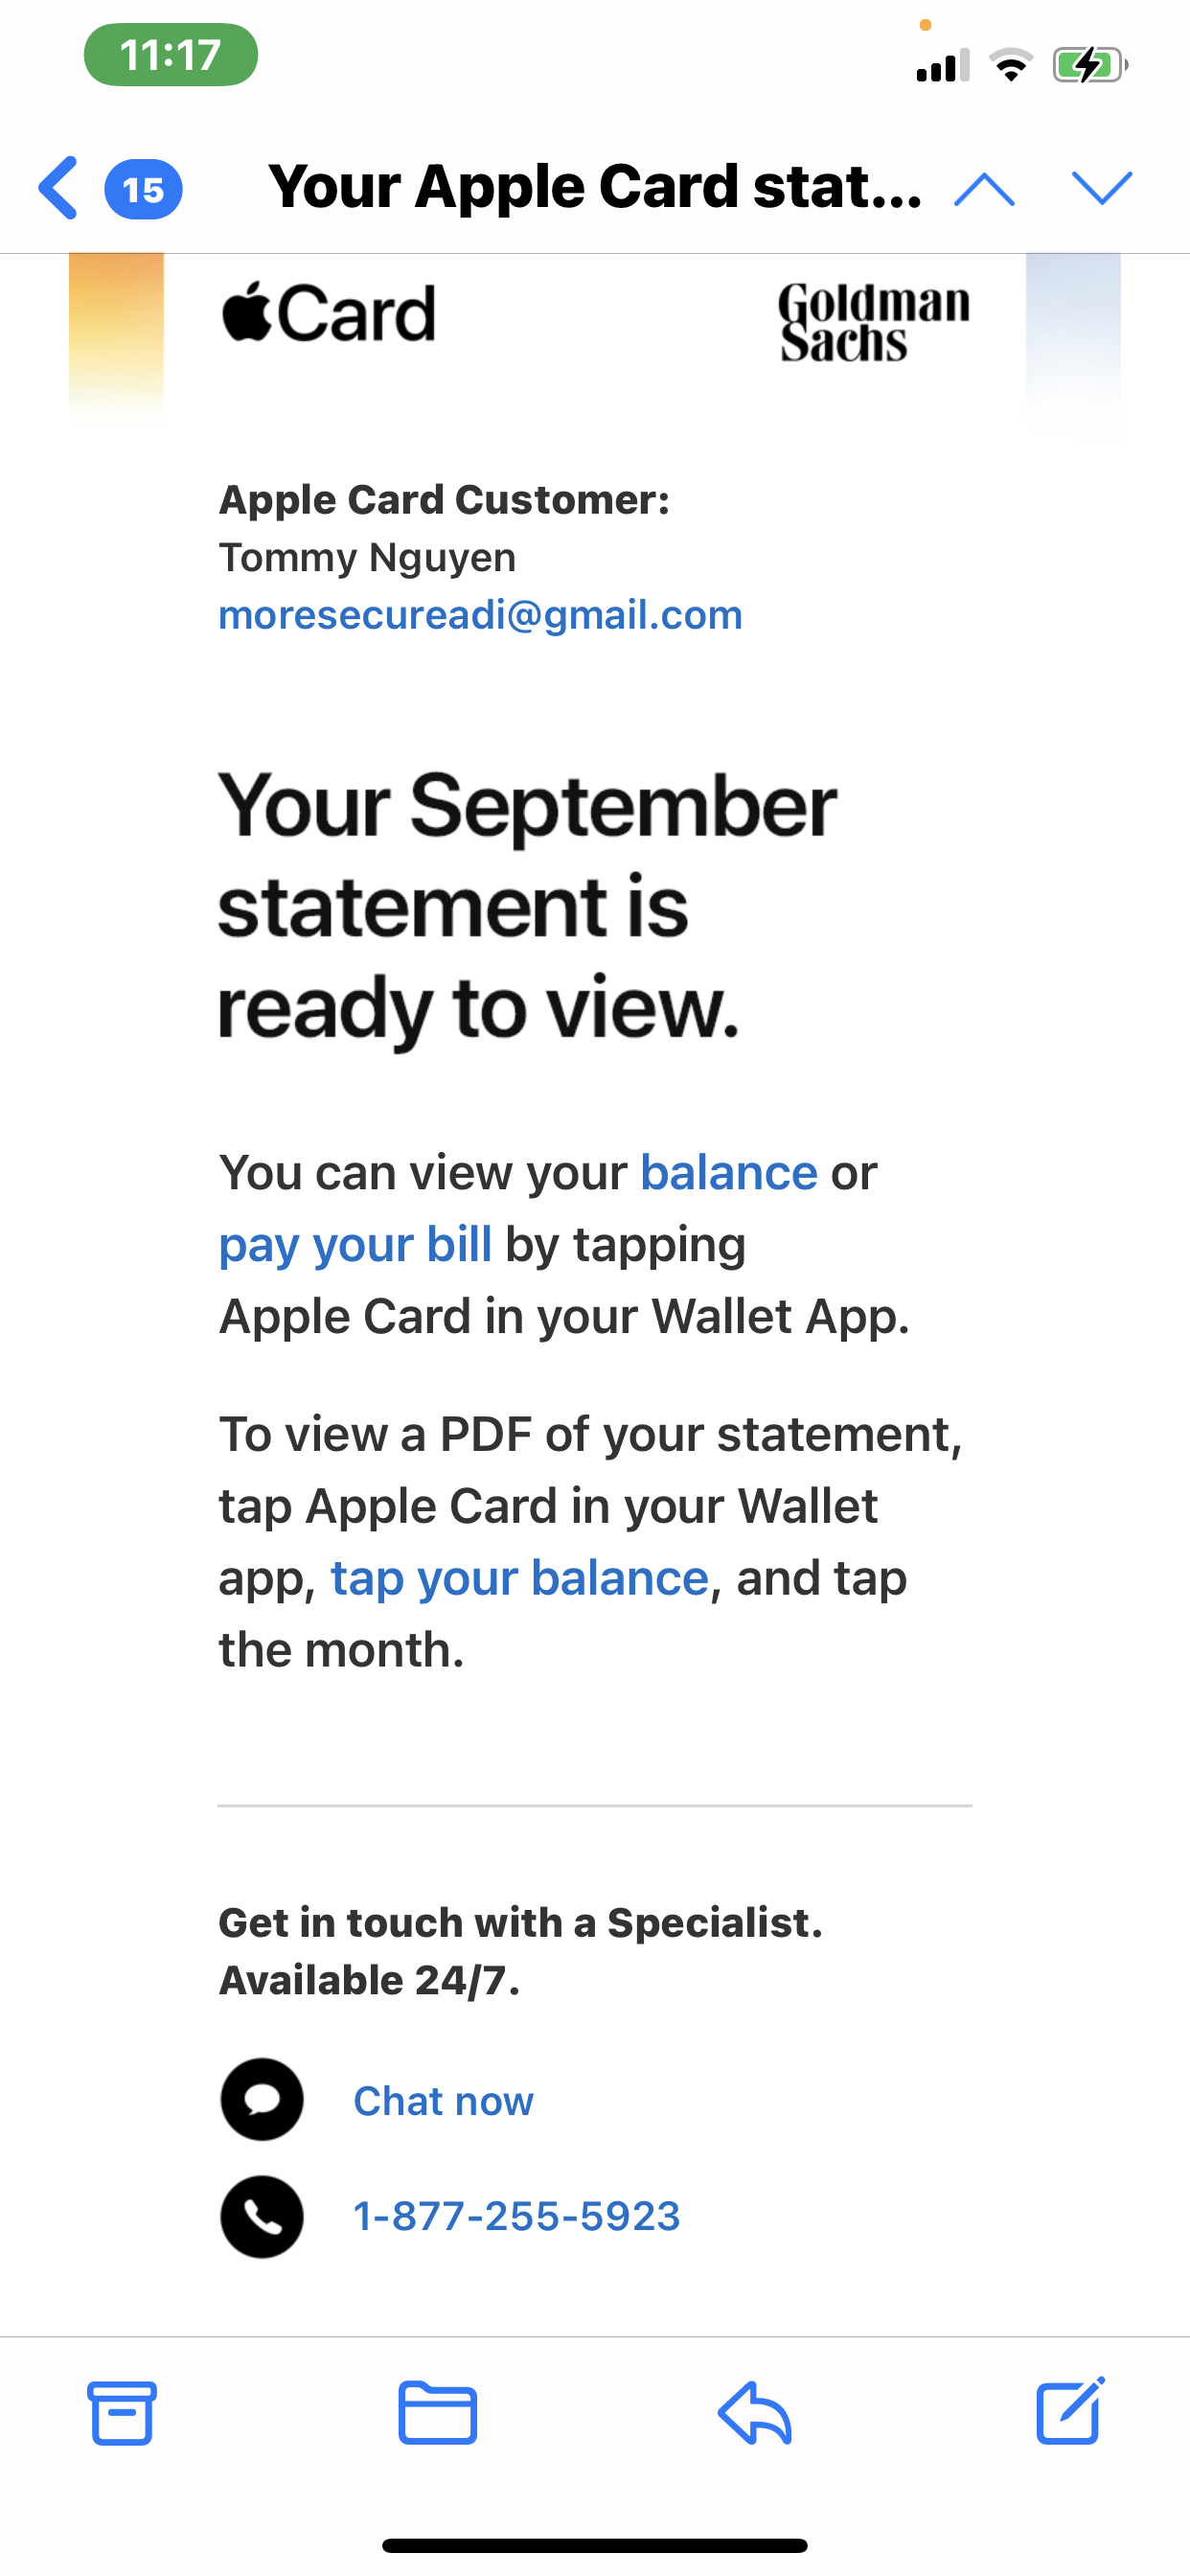 11:17
15
Your Apple Card stat...
Card
Goldman
Sachs
Apple Card Customer:
Tommy Nguyen
moresecureadi@gmail.com
Your September
statement is
ready to view.
You can view your balance or
pay your bill by tapping
Apple Card in your Wallet App.
To view a PDF of your statement,
tap Apple Card in your Wallet
app, tap your balance, and tap
the month.
Get in touch with a Specialist.
Available 24/7.
Chat now
1-877-255-5923